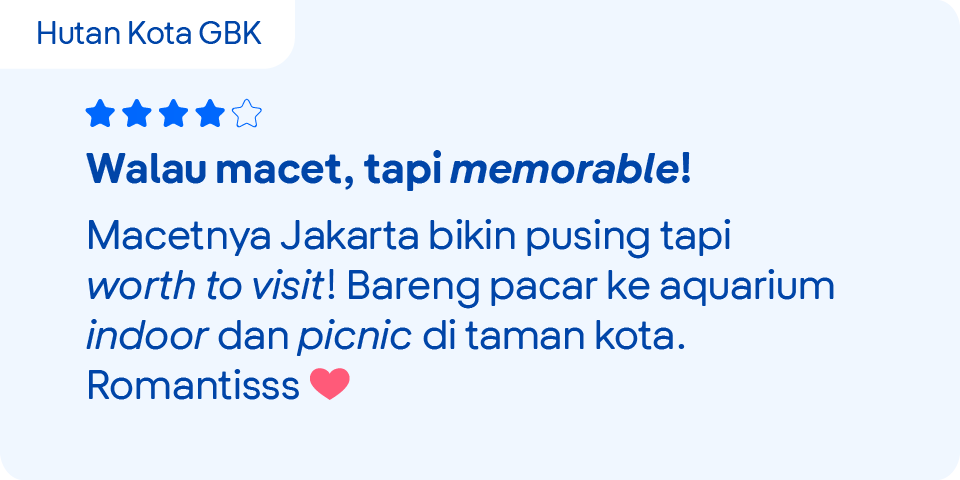 Hutan Kota GBK
Walau macet, tapi memorable!
Macetnya Jakarta bikin pusing tapi
worth to visit! Bareng pacar ke aquarium
indoor dan picnic di taman kota.
Romantisss